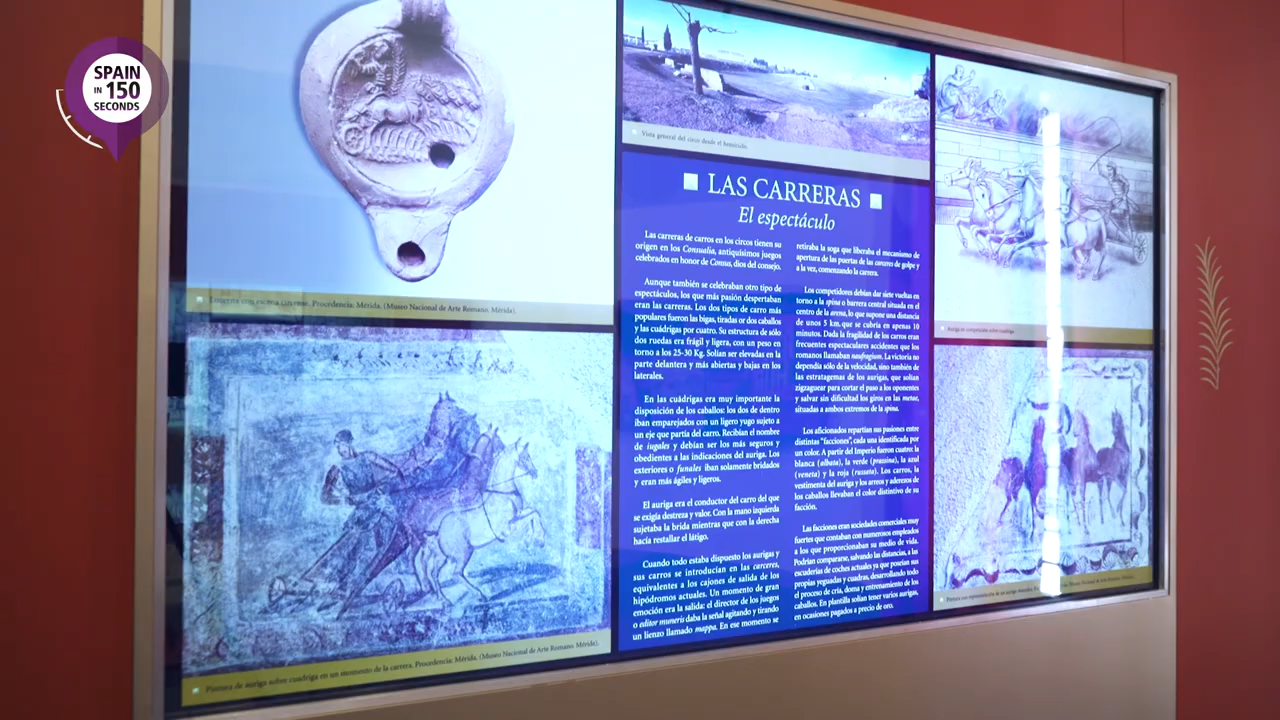 SPAIN
IN 150
SECONDS
Lucerna con escena circense. Procedencia: Mérida. (Museo Nacional de Arte Romano. Mérida).
Pintura de auriga sobre cuadriga en un momento de la carrera. Procedencia: Mérida. (Museo Nacional de Arte Romano. Mérida).
Vista general del circo desde el hemiciclo.
LAS CARRERAS
El espectáculo
Las carreras de carros en los circos tienen su
origen en los Consualia, antiquísimos juegos
celebrados en honor de Consus, dios del consejo.
Aunque también se celebraban otro tipo de
espectáculos, los que más pasión despertaban
eran las carreras. Los dos tipos de carro más
populares fueron las bigas, tiradas por dos caballos
y las cuádrigas por cuatro. Su estructura de sólo
dos ruedas era frágil y ligera, con un peso en
torno a los 25-30 Kg. Solían ser elevadas en la
parte delantera y más abiertas y bajas en los
laterales.
En las cuádrigas era muy importante la
disposición de los caballos: los dos de dentro
iban emparejados con un ligero yugo sujeto a
un eje que partía del carro. Recibían el nombre
de iugales y debían ser los más seguros y
obedientes a las indicaciones del auriga. Los
exteriores o funales iban solamente bridados
y eran más ágiles y ligeros.
El auriga era el conductor del carro del que
se exigía destreza y valor. Con la mano izquierda
sujetaba la brida mientras que con la derecha
hacía restallar el látigo.
Cuando todo estaba dispuesto los aurigas y
sus carros se introducían en las carceres,
equivalentes a los cajones de salida de los
hipódromos actuales. Un momento de gran
emoción era la salida: el director de los juegos
o editor muneris daba la señal agitando y tirando
un lienzo llamado mappa. En ese momento se
retiraba la soga que liberaba el mecanismo de
apertura de las puertas de las carceres de golpe y
a la vez, comenzando la carrera.
Los competidores debían dar siete vueltas en
torno a la spina o barrera central situada en el
centro de la arena, lo que supone una distancia
de unos 5 km, que se cubría en apenas 10
minutos. Dada la fragilidad de los carros eran
frecuentes espectaculares accidentes que los
romanos llamaban naufragium. La victoria no
dependía sólo de la velocidad, sino también de
las estratagemas de los aurigas, que solían
zigzaguear para cortar el paso a los oponentes
y salvar sin dificultad los giros en las metae,
situadas a ambos extremos de la spina.
Los aficionados repartían sus pasiones entre
distintas "facciones", cada una identificada por
un color. A partir del Imperio fueron cuatro: la
blanca (albata), la verde (prassina), la azul
(veneta) y la roja (russata). Los carros, la
vestimenta del auriga y los arreos y aderezos de
los caballos llevaban el color distintivo de su
facción.
Las facciones eran sociedades comerciales muy
fuertes que contaban con numerosos empleados
a los que proporcionaban su medio de vida.
Podrían compararse, salvando las distancias, a las
escuderías de coches actuales ya que poseían sus
propias yeguadas y cuadras, desarrollando todo
el proceso de cría, doma y entrenamiento de los
caballos. En plantilla solían tener varios aurigas,
en ocasiones pagados a precio de oro.
Auriga en competición sobre cuadriga
Pintura con representación de un auriga (Museo Nacional de Arte Romano. Mérida).